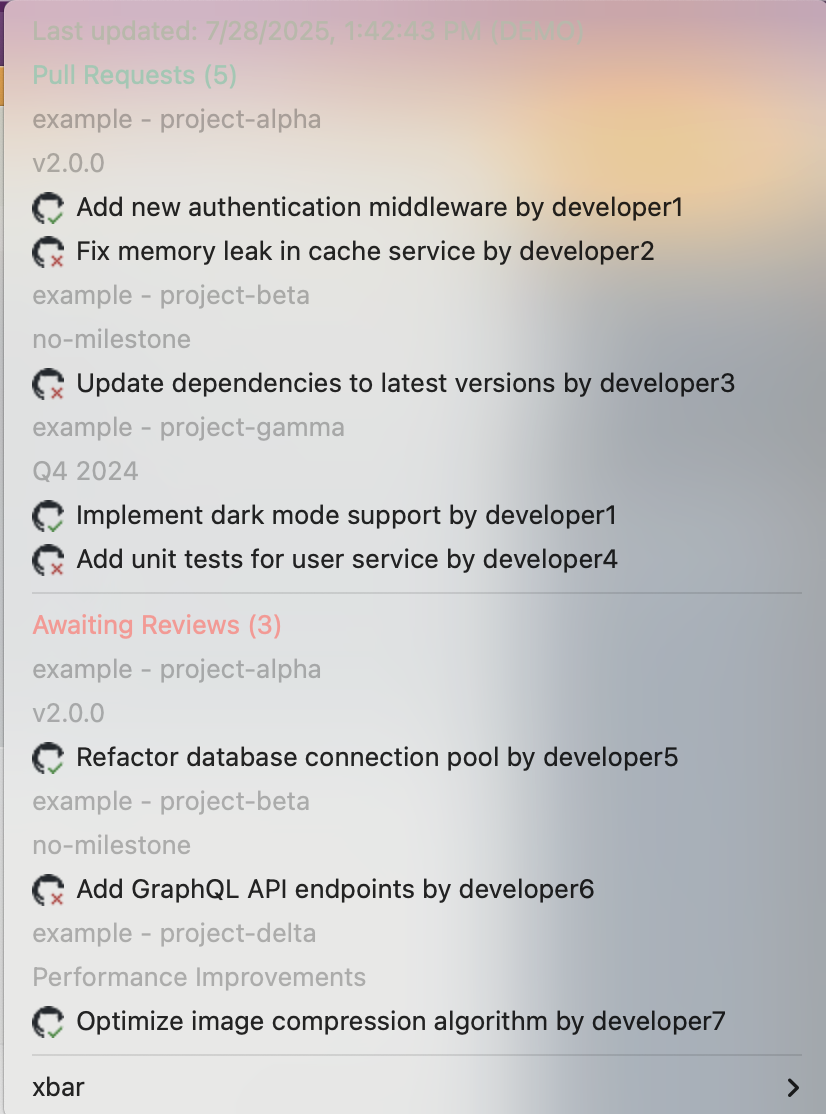 Last updated: 7/28/2025, 1:42:43 PM (DEMO)
Pull Requests (5)
example - project-alpha
v2.0.0
Add new authentication middleware by developer1
Fix memory leak in cache service by developer2
example - project-beta
no-milestone
Update dependencies to latest versions by developer3
example - project-gamma
Q4 2024
Implement dark mode support by developer1
Add unit tests for user service by developer4
Awaiting Reviews (3)
example - project-alpha
v2.0.0
Refactor database connection pool by developer5
example - project-beta
no-milestone
Add GraphQL API endpoints by developer6
example - project-delta
Performance Improvements
Optimize image compression algorithm by developer7
xbar